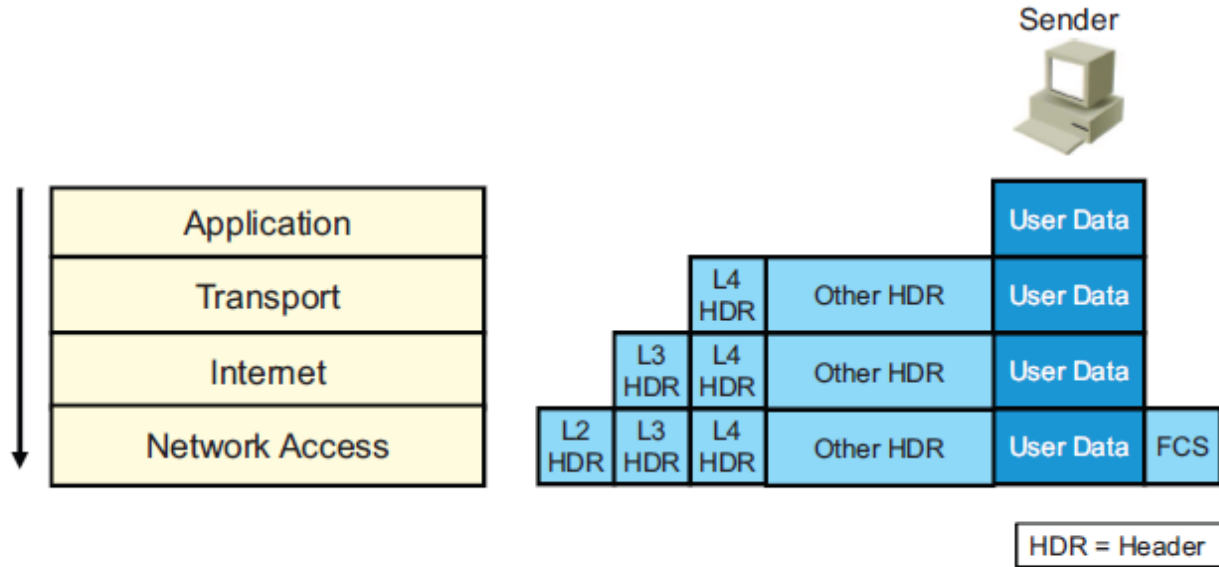 Sender
Application
User Data
Transport
L4
HDR
Other HDR
User Data
Internet
L3
HDR
L4
HDR
Other HDR
User Data
Network Access
L2
HDR
L3
HDR
L4
HDR
Other HDR
User Data
FCS
HDR = Header